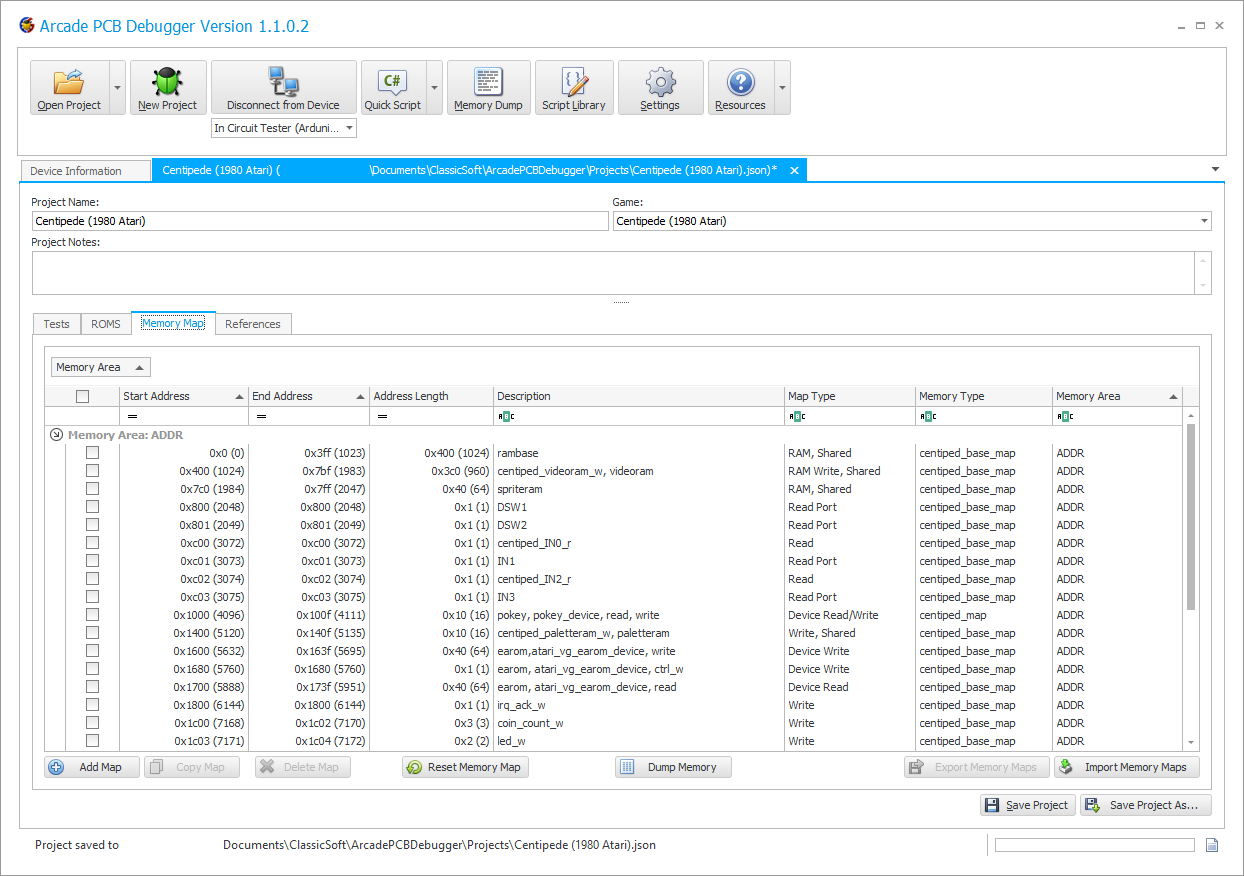 Arcade PCB Debugger Version 1.1.0.2
Open Project
New Project
Disconnect from Device
C#
Quick Script
Memory Dump
Script Library
Settings
?
Resources
In Circuit Tester (Arduni...
Device Information
Centipede (1980 Atari) ( \Documents\ClassicSoft\ArcadePCBDebugger\Projects\Centipede (1980 Atari).json)*
Project Name:
Game:
Centipede (1980 Atari)
Centipede (1980 Atari)
Project Notes:
Tests ROMS Memory Map References
Memory Area
Start Address End Address Address Length Description Map Type Memory Type Memory Area
= = = ABC ABC ABC ABC
Memory Area: ADDR
0x0 (0) 0x3ff (1023) 0x400 (1024) rambase RAM, Shared centiped_base_map ADDR
0x400 (1024) 0x7bf (1983) 0x3c0 (960) centiped_videoram_w, videoram RAM Write, Shared centiped_base_map ADDR
0x7c0 (1984) 0x7ff (2047) 0x40 (64) spriteram RAM, Shared centiped_base_map ADDR
0x800 (2048) 0x800 (2048) 0x1 (1) DSW1 Read Port centiped_base_map ADDR
0x801 (2049) 0x801 (2049) 0x1 (1) DSW2 Read Port centiped_base_map ADDR
0xc00 (3072) 0xc00 (3072) 0x1 (1) centiped_IN0_r Read centiped_base_map ADDR
0xc01 (3073) 0xc01 (3073) 0x1 (1) IN1 Read Port centiped_base_map ADDR
0xc02 (3074) 0xc02 (3074) 0x1 (1) centiped_IN2_r Read centiped_base_map ADDR
0xc03 (3075) 0xc03 (3075) 0x1 (1) IN3 Read Port centiped_base_map ADDR
0x1000 (4096) 0x100f (4111) 0x10 (16) pokey, pokey_device, read, write Device Read/Write centiped_map ADDR
0x1400 (5120) 0x140f (5135) 0x10 (16) centiped_paletteram_w, paletteram Write, Shared centiped_base_map ADDR
0x1600 (5632) 0x163f (5695) 0x40 (64) earom,atari_vg_earom_device, write Device Write centiped_base_map ADDR
0x1680 (5760) 0x1680 (5760) 0x1 (1) earom, atari_vg_earom_device, ctrl_w Device Write centiped_base_map ADDR
0x1700 (5888) 0x173f (5951) 0x40 (64) earom, atari_vg_earom_device, read Device Read centiped_base_map ADDR
0x1800 (6144) 0x1800 (6144) 0x1 (1) irq_ack_w Write centiped_base_map ADDR
0x1c00 (7168) 0x1c02 (7170) 0x3 (3) coin_count_w Write centiped_base_map ADDR
0x1c03 (7171) 0x1c04 (7172) 0x2 (2) led_w Write centiped_base_map ADDR
Add Map Copy Map Delete Map Reset Memory Map Dump Memory Export Memory Maps Import Memory Maps
Save Project Save Project As...
Project saved to Documents\ClassicSoft\ArcadePCBDebugger\Projects\Centipede (1980 Atari).json